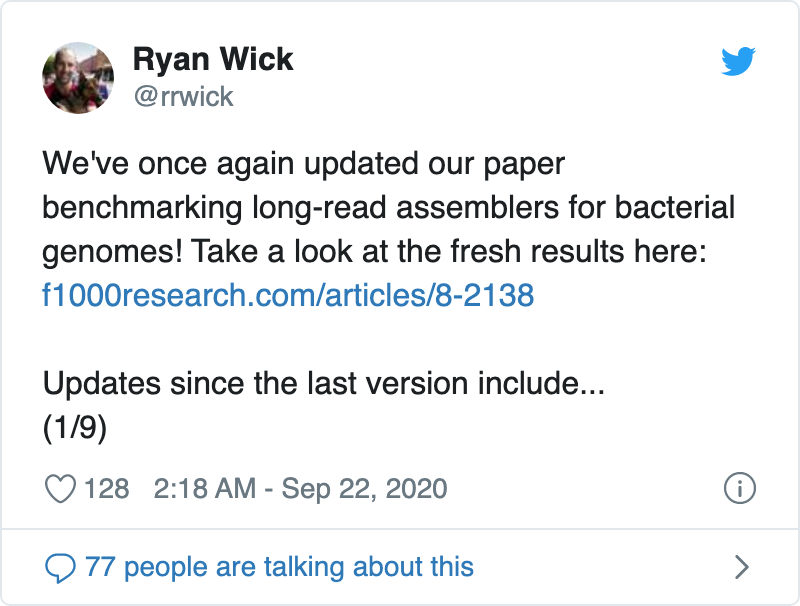 Ryan Wick
@rrwick
We've once again updated our paper
benchmarking long-read assemblers for bacterial
genomes! Take a look at the fresh results here:
f1000research.com/articles/8-2138
Updates since the last version include...
(1/9)
128 2:18 AM - Sep 22, 2020
77 people are talking about this